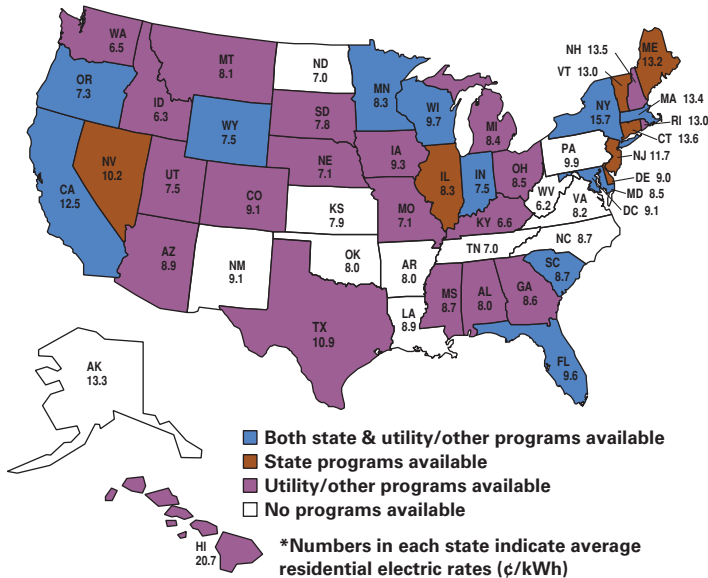 WA
6.5
MT
8.1
ND
7.0
MN
8.3
NH 13.5
ME
13.2
VT 13.0
OR
7.3
ID
6.3
WY
7.5
SD
7.8
WI
9.7
MI
8.4
NY
15.7
MA 13.4
RI 13.0
CT 13.6
NV
10.2
UT
7.5
CO
9.1
NE
7.1
IA
9.3
IL
8.3
IN
7.5
OH
8.5
PA
9.9
NJ 11.7
DE 9.0
MD 8.5
DC 9.1
CA
12.5
KS
7.9
MO
7.1
KY 6.6
WV
6.2
VA
8.2
AZ
8.9
NM
9.1
OK
8.0
AR
8.0
TN 7.0
NC 8.7
SC
8.7
TX
10.9
LA
8.9
MS
8.7
AL
8.0
GA
8.6
FL
9.6
AK
13.3
HI
20.7
Both state & utility/other programs available
State programs available
Utility/other programs available
No programs available
*Numbers in each state indicate average
residential electric rates (¢/kWh)